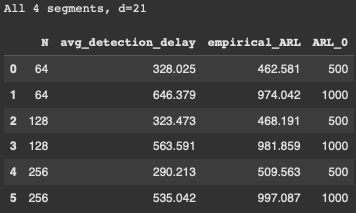 All 4 segments, d=21
N avg_detection_delay empirical_ARL ARL_0
0 64 328.025 462.581 500
1 64 646.379 974.042 1000
2 128 323.473 468.191 500
3 128 563.591 981.859 1000
4 256 290.213 509.563 500
5 256 535.042 997.087 1000